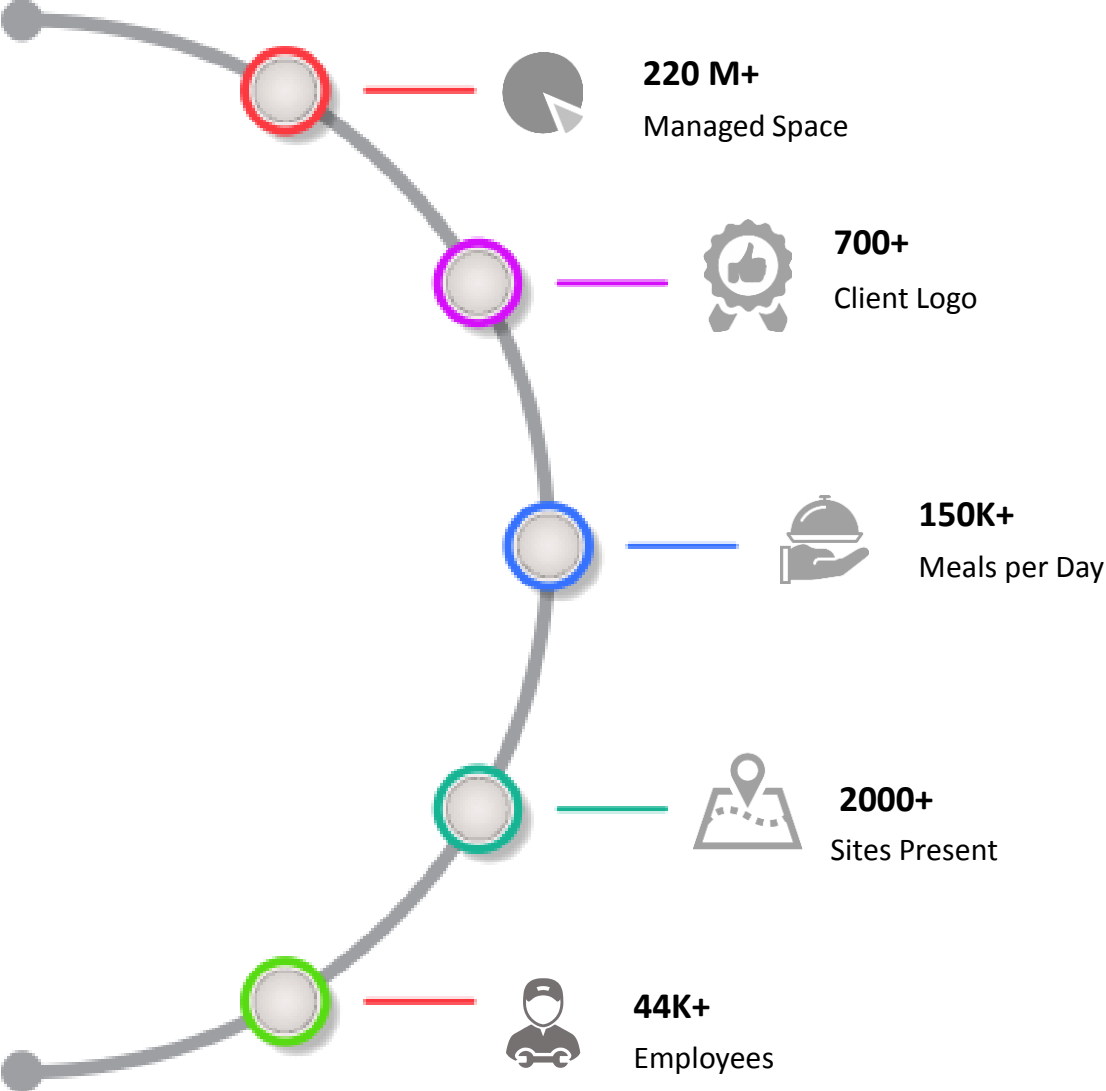 220 M+
Managed Space
700+
Client Logo
150K+
Meals per Day
2000+
Sites Present
44K+
Employees